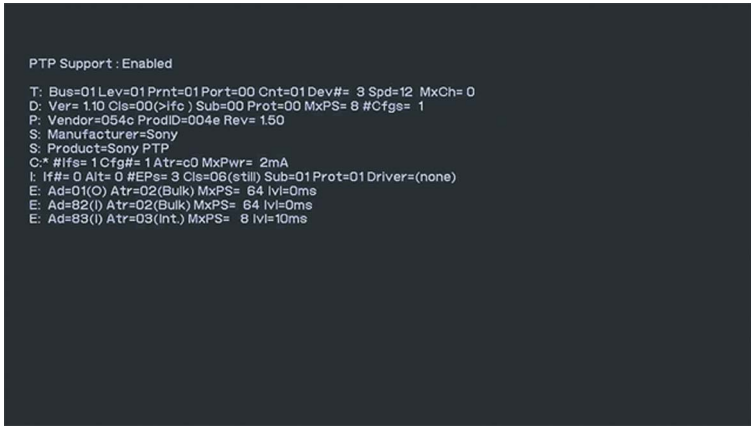 PTP Support : Enabled
T: Bus=01 Lev=01 Prnt=01 Port=00 Cnt=01 Dev#= 3 Spd=12 MxCh= 0
D: Ver= 1.10 Cls=00(>ifc ) Sub=00 Prot=00 MxPS= 8 #Cfgs= 1
P: Vendor=054c ProdID=004e Rev= 1.50
S: Manufacturer=Sony
S: Product=Sony PTP
C:* #Ifs= 1 Cfg#= 1 Atr=c0 MxPwr= 2mA
I: If#= 0 Alt= 0 #EPs= 3 Cls=06(still) Sub=01 Prot=01 Driver=(none)
E: Ad=01(O) Atr=02(Bulk) MxPS= 64 Ivl=0ms
E: Ad=82(I) Atr=02(Bulk) MxPS= 64 Ivl=0ms
E: Ad=83(I) Atr=03(Int.) MxPS= 8 Ivl=10ms